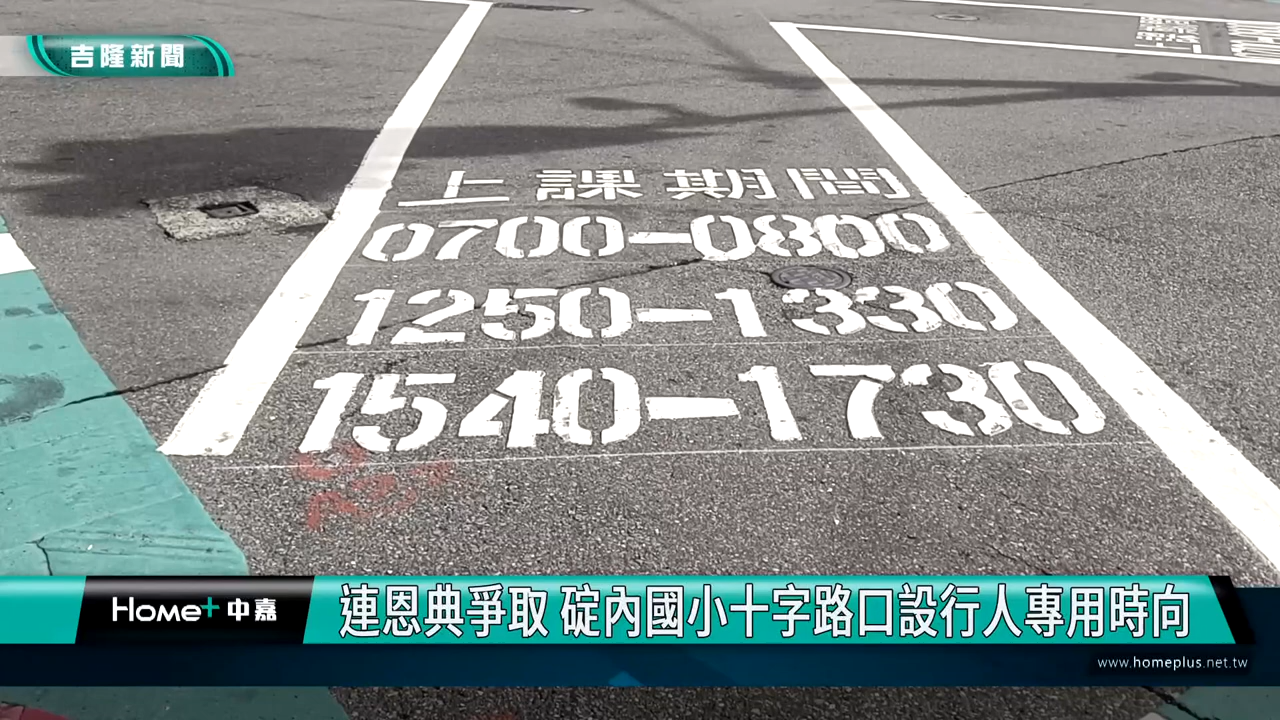 吉隆新聞
上課期間
0700-0800
1250-1330
1540-1730
Home+中嘉
連恩典爭取 碇內國小十字路口設行人專用時向
www.homeplus.net.tw